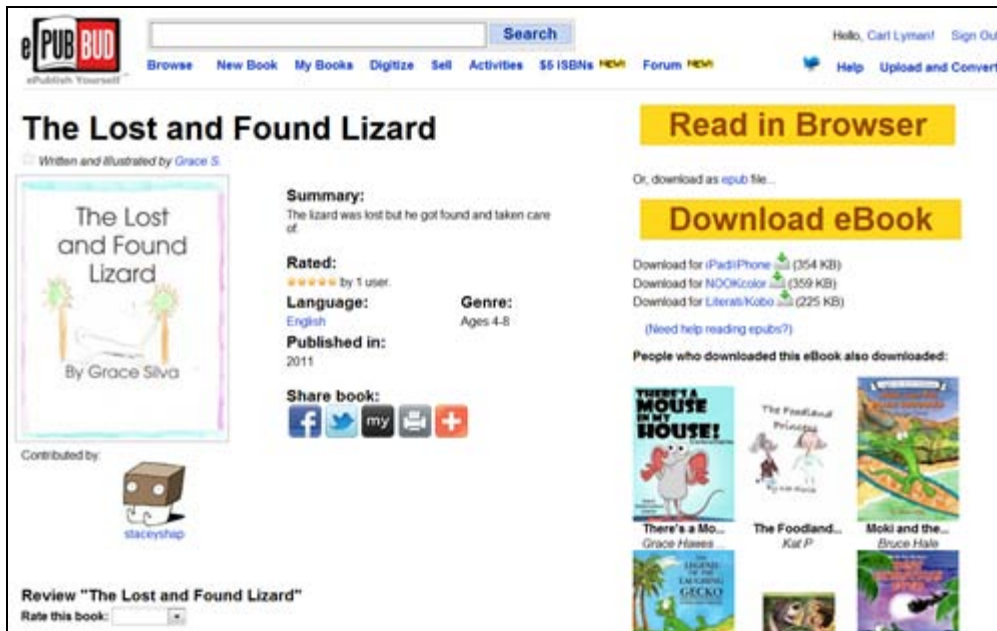 e PUB BUD
ePublish Yourself
Search
Hello, Carl Lyman! Sign Out
Browse New Book My Books Digitize Sell Activities $5 ISBNs NEW! Forum NEW!
Help Upload and Convert
The Lost and Found Lizard
Written and Illustrated by Grace S.
The Lost
and Found
Lizard
By Grace Silva
Contributed by:
staceyshap
Summary:
The lizard was lost but he got found and taken care
of.
Rated:
by 1 user.
Language: Genre:
English Ages 4-8
Published in:
2011
Share book:
my
Read in Browser
Or, download as epub file...
Download eBook
Download for iPad/iPhone (354 KB)
Download for NOOKcolor (359 KB)
Download for Literati/Kobo (225 KB)
(Need help reading epubs?)
People who downloaded this eBook also downloaded:
THERE'S A
MOUSE
IN MY
HOUSE!
The Foodland
Princess
There's a Mo...
Grace Hawes ...
The Foodland...
Kat P
Moki and the...
Bruce Hale
THE
LEGEND
OF THE
LAUGHING
GECKO
Review "The Lost and Found Lizard"
Rate this book: